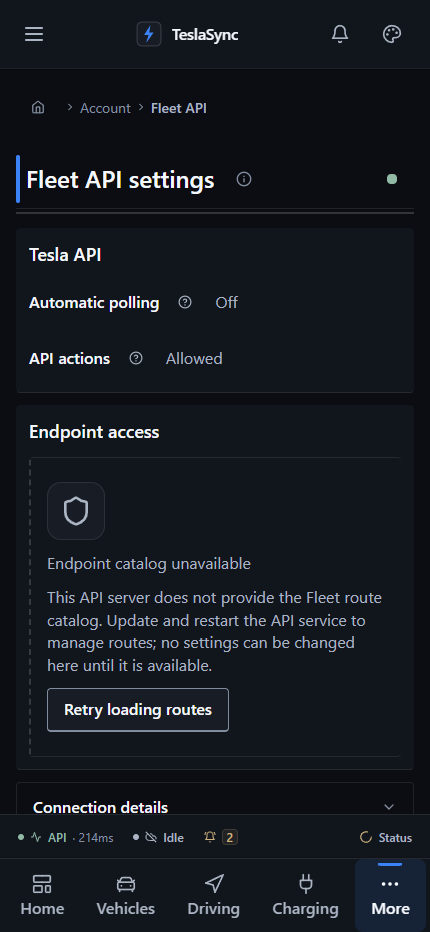 TeslaSync
Account
Fleet API
Fleet API settings
Tesla API
Automatic polling
Off
API actions
Allowed
Endpoint access
Endpoint catalog unavailable
This API server does not provide the Fleet route
catalog. Update and restart the API service to
manage routes; no settings can be changed
here until it is available.
Retry loading routes
Connection details
API · 214ms
Idle
2
Status
Home
Vehicles
Driving
Charging
More